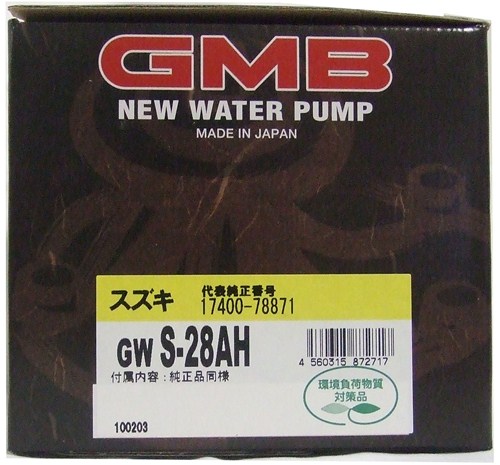 GMB
NEW WATER PUMP
MADE IN JAPAN
スズキ 代表純正番号
17400-78871
GW S-28AH
付属内容:純正品同様
4 560315 872717
環境負荷物質
対策品
100203